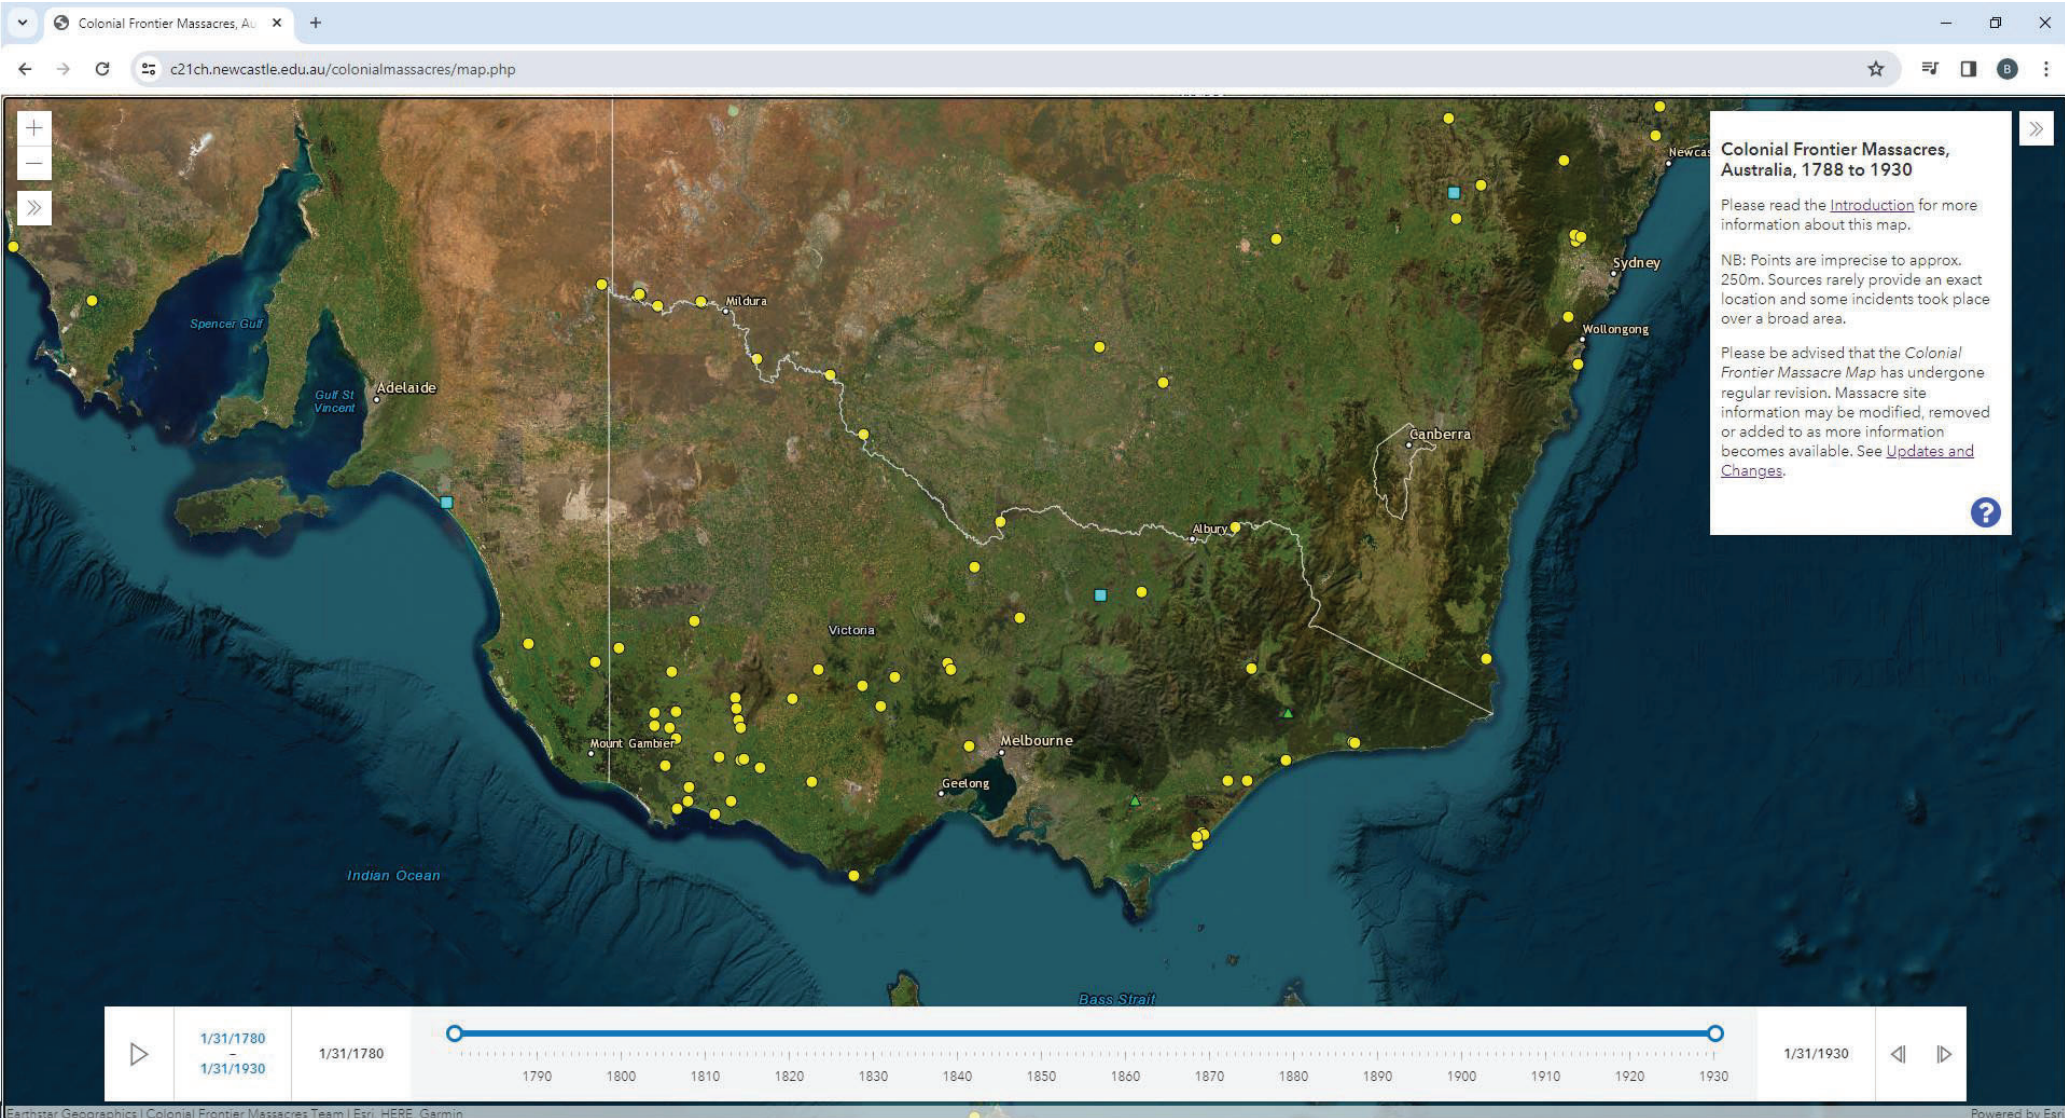 Colonial Frontier Massacres, Au
c21ch.newcastle.edu.au/colonialmassacres/map.php
B
Newcas
Colonial Frontier Massacres,
Australia, 1788 to 1930
Please read the Introduction for more
information about this map.
NB: Points are imprecise to approx.
250m. Sources rarely provide an exact
location and some incidents took place
over a broad area.
Please be advised that the Colonial
Frontier Massacre Map has undergone
regular revision. Massacre site
information may be modified, removed
or added to as more information
becomes available. See Updates and
Changes.
?
Sydney
Mildura
Spencer Gulf
Wollongong
Adelaide
Gulf St
Vincent
Canberra
Albury
Victoria
Mount Gambier
Melbourne
Geelong
Indian Ocean
Bass Strait
1/31/1780
–
1/31/1930
1/31/1780
1790
1800
1810
1820
1830
1840
1850
1860
1870
1880
1890
1900
1910
1920
1930
1/31/1930
Earthstar Geographics | Colonial Frontier Massacres Team | Esri, HERE, Garmin
Powered by Esri